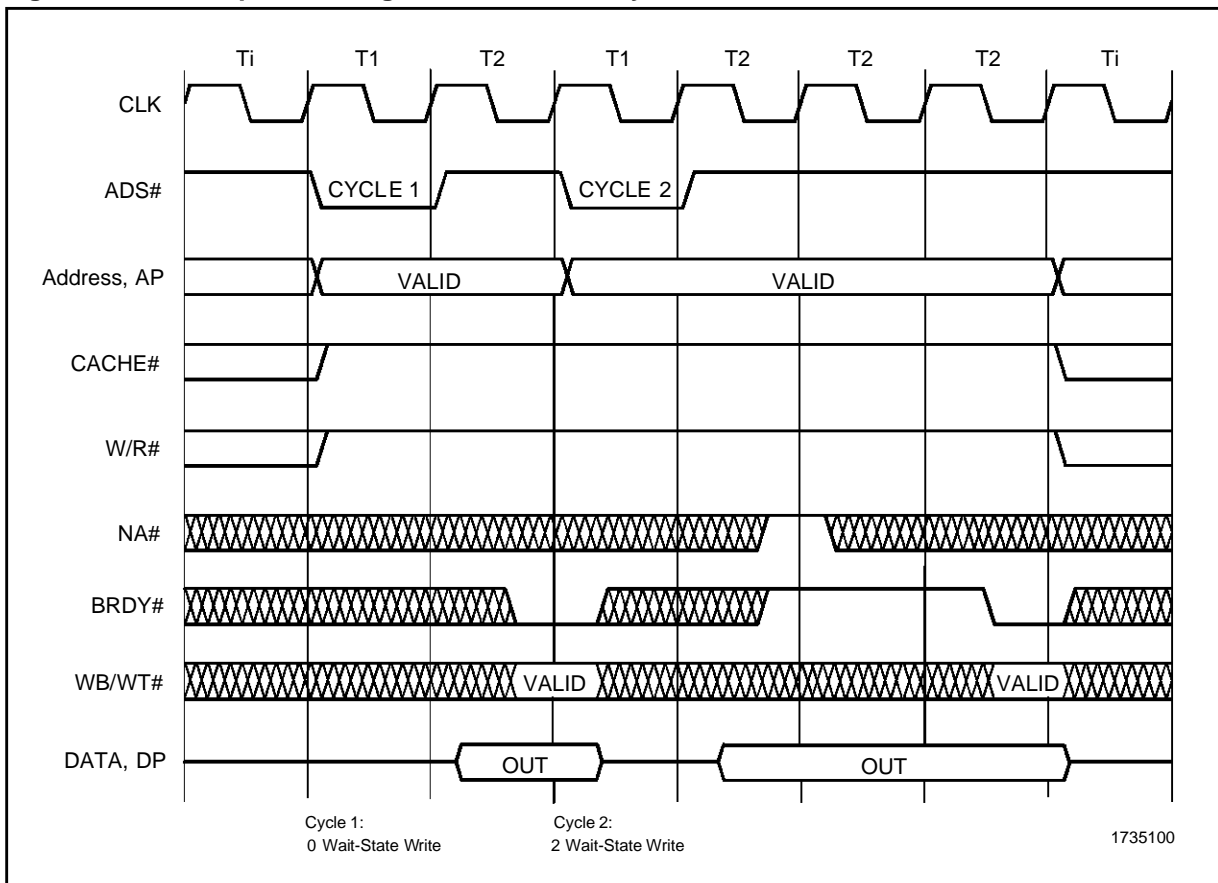 Ti T1 T2 T1 T2 T2 T2 Ti
CLK
ADS# CYCLE 1 CYCLE 2
Address, AP VALID VALID
CACHE#
W/R#
NA#
BRDY#
WB/WT# VALID VALID
DATA, DP OUT OUT
Cycle 1: Cycle 2:
0 Wait-State Write 2 Wait-State Write
1735100